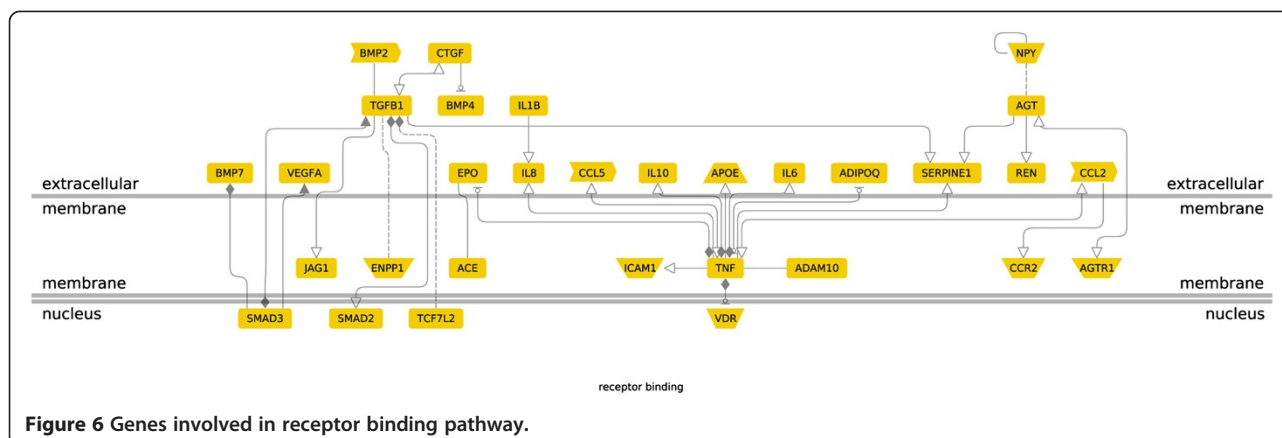 BMP2 CTGF NPY
TGFB1 BMP4 IL1B AGT
BMP7 VEGFA EPO IL8 CCL5 IL10 APOE IL6 ADIPOQ SERPINE1 REN CCL2
extracellular extracellular
membrane membrane
JAG1 ENPP1 ACE ICAM1 TNF ADAM10 CCR2 AGTR1
membrane membrane
nucleus nucleus
SMAD3 SMAD2 TCF7L2 VDR
receptor binding
Figure 6 Genes involved in receptor binding pathway.